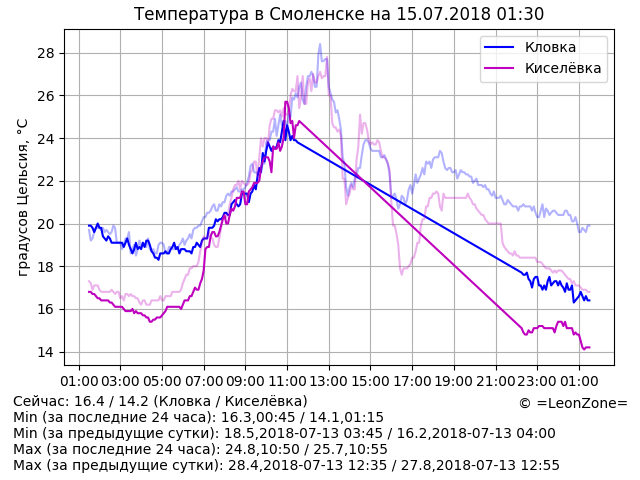 Температура в Смоленске на 15.07.2018 01:30
Кловка
Киселёвка
градусов Цельсия, °C
28
26
24
22
20
18
16
14
01:00 03:00 05:00 07:00 09:00 11:00 13:00 15:00 17:00 19:00 21:00 23:00 01:00
Сейчас: 16.4 / 14.2 (Кловка / Киселёвка)
© =LeonZone=
Min (за последние 24 часа): 16.3,00:45 / 14.1,01:15
Min (за предыдущие сутки): 18.5,2018-07-13 03:45 / 16.2,2018-07-13 04:00
Max (за последние 24 часа): 24.8,10:50 / 25.7,10:55
Max (за предыдущие сутки): 28.4,2018-07-13 12:35 / 27.8,2018-07-13 12:55